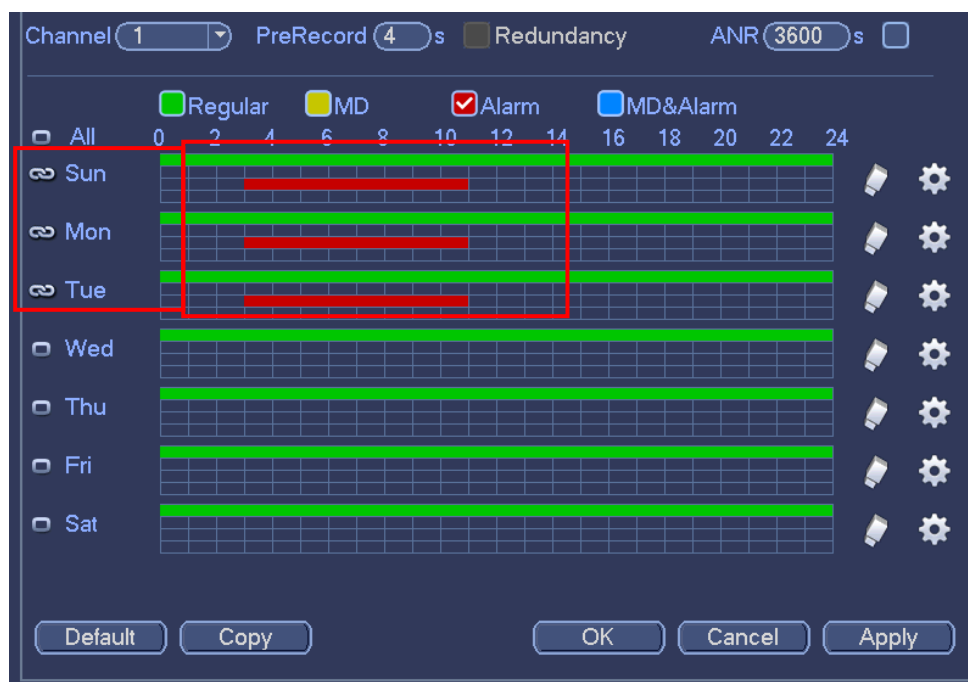 Channel 1 PreRecord 4 s Redundancy ANR 3600 s
Regular MD Alarm MD&Alarm
All 0 2 4 6 8 10 12 14 16 18 20 22 24
Sun
Mon
Tue
Wed
Thu
Fri
Sat
Default Copy OK Cancel Apply